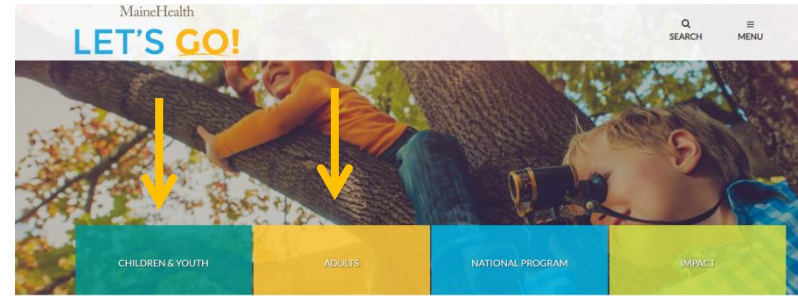 MaineHealth
LET'S GO!
SEARCH MENU
CHILDREN & YOUTH ADULTS NATIONAL PROGRAM IMPACT